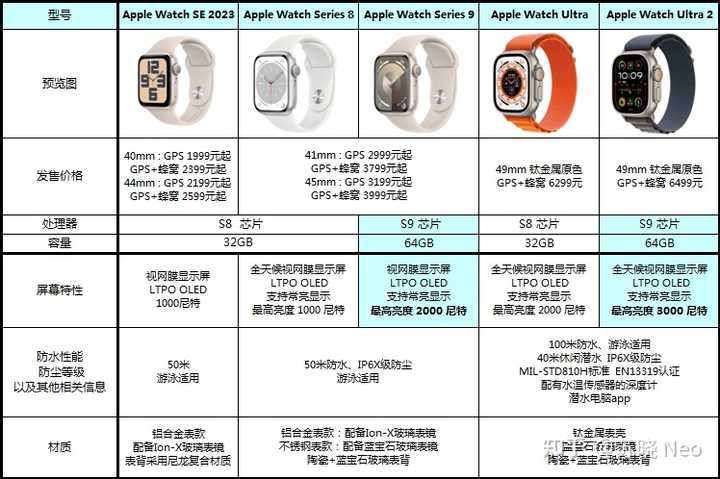 型号
Apple Watch SE 2023
Apple Watch Series 8
Apple Watch Series 9
Apple Watch Ultra
Apple Watch Ultra 2
预览图
发售价格
40mm : GPS 1999元起
GPS+蜂窝 2399元起
44mm : GPS 2199元起
GPS+蜂窝 2599元起
41mm : GPS 2999元起
GPS+蜂窝 3799元起
45mm : GPS 3199元起
GPS+蜂窝 3999元起
49mm 钛金属原色
GPS+蜂窝 6299元
49mm 钛金属原色
GPS+蜂窝 6499元
处理器
S8 芯片
S9 芯片
S8 芯片
S9 芯片
容量
32GB
64GB
32GB
64GB
屏幕特性
视网膜显示屏
LTPO OLED
1000尼特
全天候视网膜显示屏
LTPO OLED
支持常亮显示
最高亮度 1000 尼特
视网膜显示屏
LTPO OLED
支持常亮显示
最高亮度 2000 尼特
全天候视网膜显示屏
LTPO OLED
支持常亮显示
最高亮度 2000 尼特
全天候视网膜显示屏
LTPO OLED
支持常亮显示
最高亮度 3000 尼特
防水性能
防尘等级
以及其他相关信息
50米
游泳适用
50米防水、IP6X级防尘
游泳适用
100米防水、游泳适用
40米休闲潜水 IP6X级防尘
MIL-STD810H标准 EN13319认证
配有水温传感器的深度计
潜水电脑app
材质
铝合金表款
配备Ion-X玻璃表镜
表背采用尼龙复合材质
铝合金表款：配备Ion-X玻璃表镜
不锈钢表款：配备蓝宝石玻璃表镜
陶瓷+蓝宝石玻璃表背
钛金属表壳
蓝宝石玻璃表镜
陶瓷+蓝宝石玻璃表背
知乎 Neo